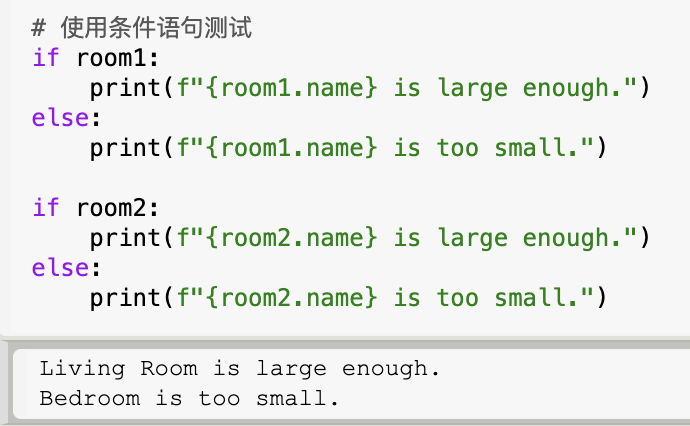 # 使用条件语句测试
if room1:
    print(f"{room1.name} is large enough.")
else:
    print(f"{room1.name} is too small.")

if room2:
    print(f"{room2.name} is large enough.")
else:
    print(f"{room2.name} is too small.")

Living Room is large enough.
Bedroom is too small.